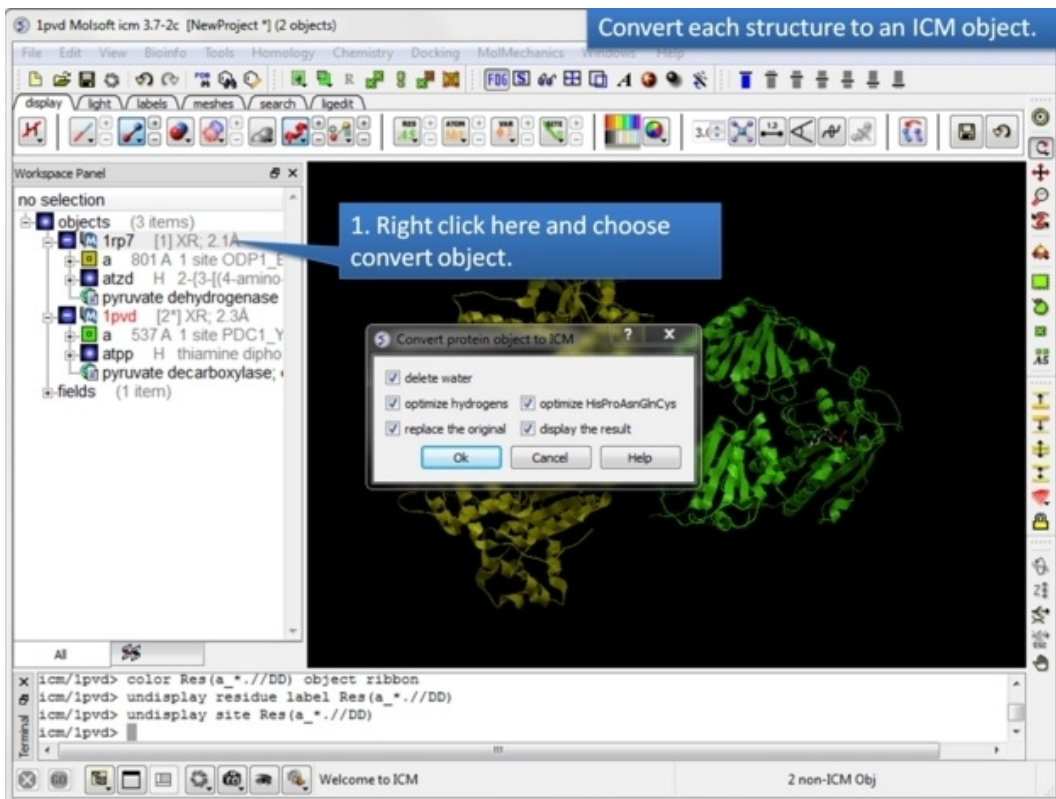 1pvd Molsoft icm 3.7-2c [NewProject *] (2 objects)
Convert each structure to an ICM object.
File Edit View Bioinfo Tools Homology Chemistry Docking MolMechanics Windows Help
FOG S A
display light labels meshes search ligedit
RES AS ATOM VAR SITE
Workspace Panel
no selection
objects (3 items)
1rp7 [1] XR; 2.1Å
a 801 A 1 site ODP1_E
atzd H 2-{3-[(4-amino-
pyruvate dehydrogenase
1pvd [2*] XR; 2.3Å
a 537 A 1 site PDC1_Y
atpp H thiamine dipho
pyruvate decarboxylase;
fields (1 item)
1. Right click here and choose
convert object.
Convert protein object to ICM
delete water
optimize hydrogens optimize HisProAsnGlnCys
replace the original display the result
Ok Cancel Help
All
icm/1pvd> color Res(a_*.//DD) object ribbon
icm/1pvd> undisplay residue label Res(a_*.//DD)
icm/1pvd> undisplay site Res(a_*.//DD)
icm/1pvd>
Terminal
Welcome to ICM 2 non-ICM Obj